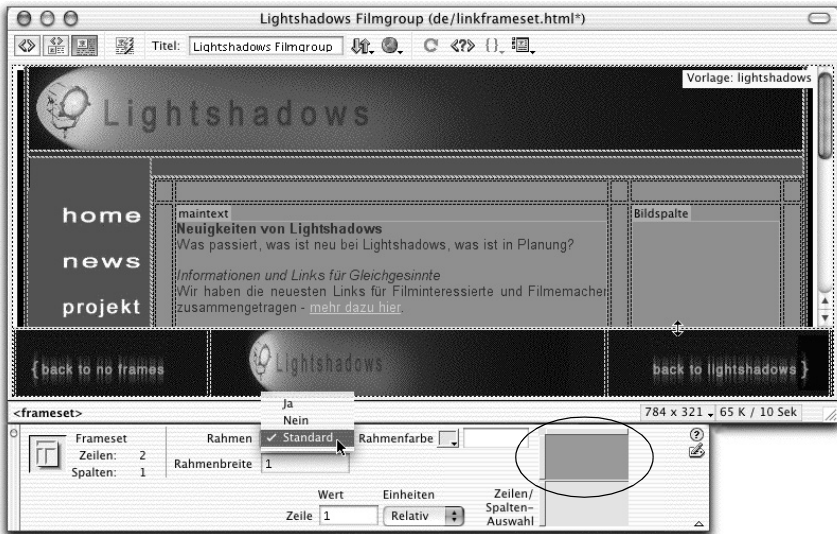 Lightshadows Filmgroup (de/linkframeset.html*)
Titel: Lightshadows Filmgroup
Vorlage: lightshadows
Lightshadows
home
news
projekt
maintext
Bildspalte
Neuigkeiten von Lightshadows
Was passiert, was ist neu bei Lightshadows, was ist in Planung?
Informationen und Links für Gleichgesinnte
Wir haben die neuesten Links für Filminteressierte und Filmemacher
zusammengetragen - mehr dazu hier.
{back to no frames
Lightshadows
back to lightshadows}
<frameset>
784 x 321
65 K / 10 Sek
Frameset
Zeilen: 2
Spalten: 1
Rahmen
Ja
Nein
✓ Standard
Rahmenfarbe
Rahmenbreite 1
Wert
Einheiten
Zeile 1
Relativ
Zeilen/
Spalten-
Auswahl